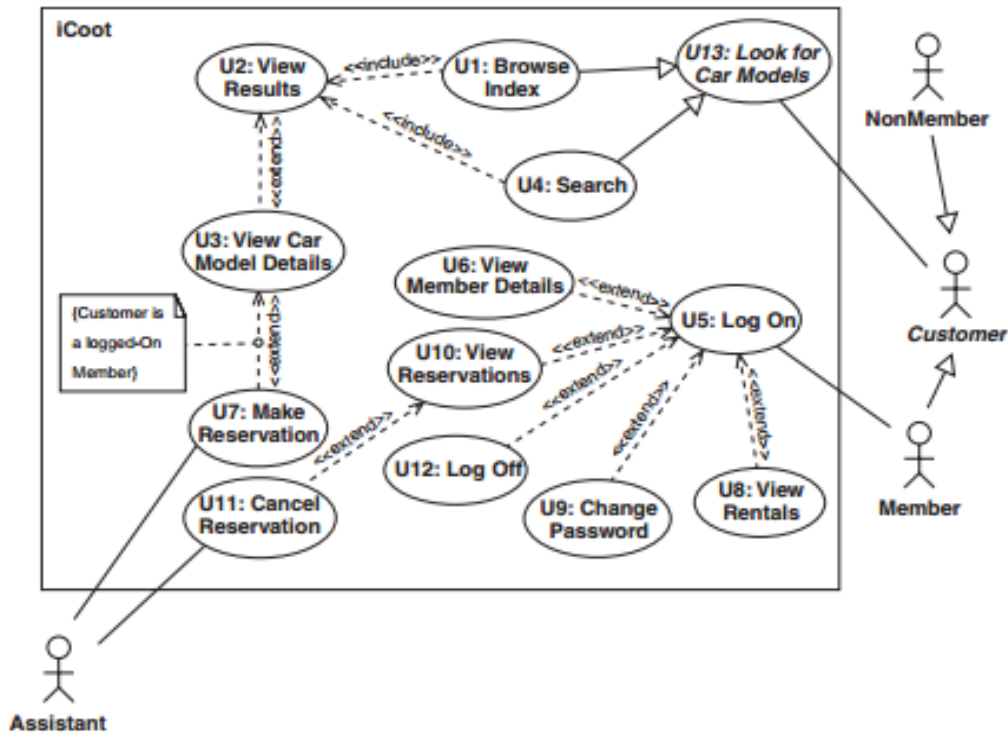 iCoot
U2: View
Results
<<include>>
U1: Browse
Index
U13: Look for
Car Models
NonMember
<<include>>
<<extend>>
U4: Search
U3: View Car
Model Details
U6: View
Member Details
<<extend>>
U5: Log On
Customer
{Customer is
a logged-On
Member}
<<extend>>
U10: View
Reservations
<<extend>>
<<extend>>
U7: Make
Reservation
<<extend>>
U12: Log Off
<<extend>>
<<extend>>
U11: Cancel
Reservation
U9: Change
Password
U8: View
Rentals
Member
Assistant